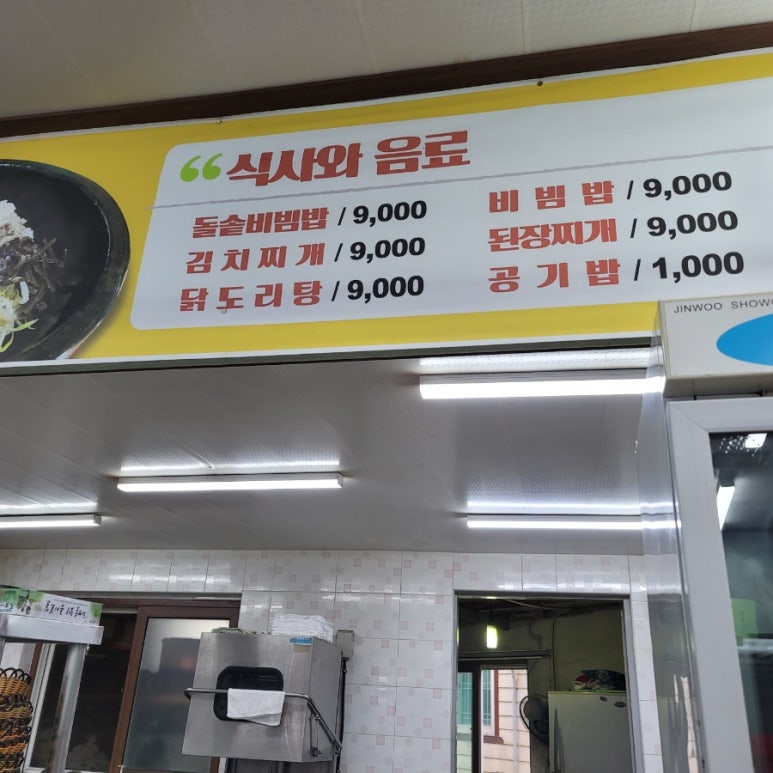 “식사와 음료
돌솥비빔밥 / 9,000
김치찌개 / 9,000
닭도리탕 / 9,000
비빔밥 / 9,000
된장찌개 / 9,000
공기밥 / 1,000
JINWOO